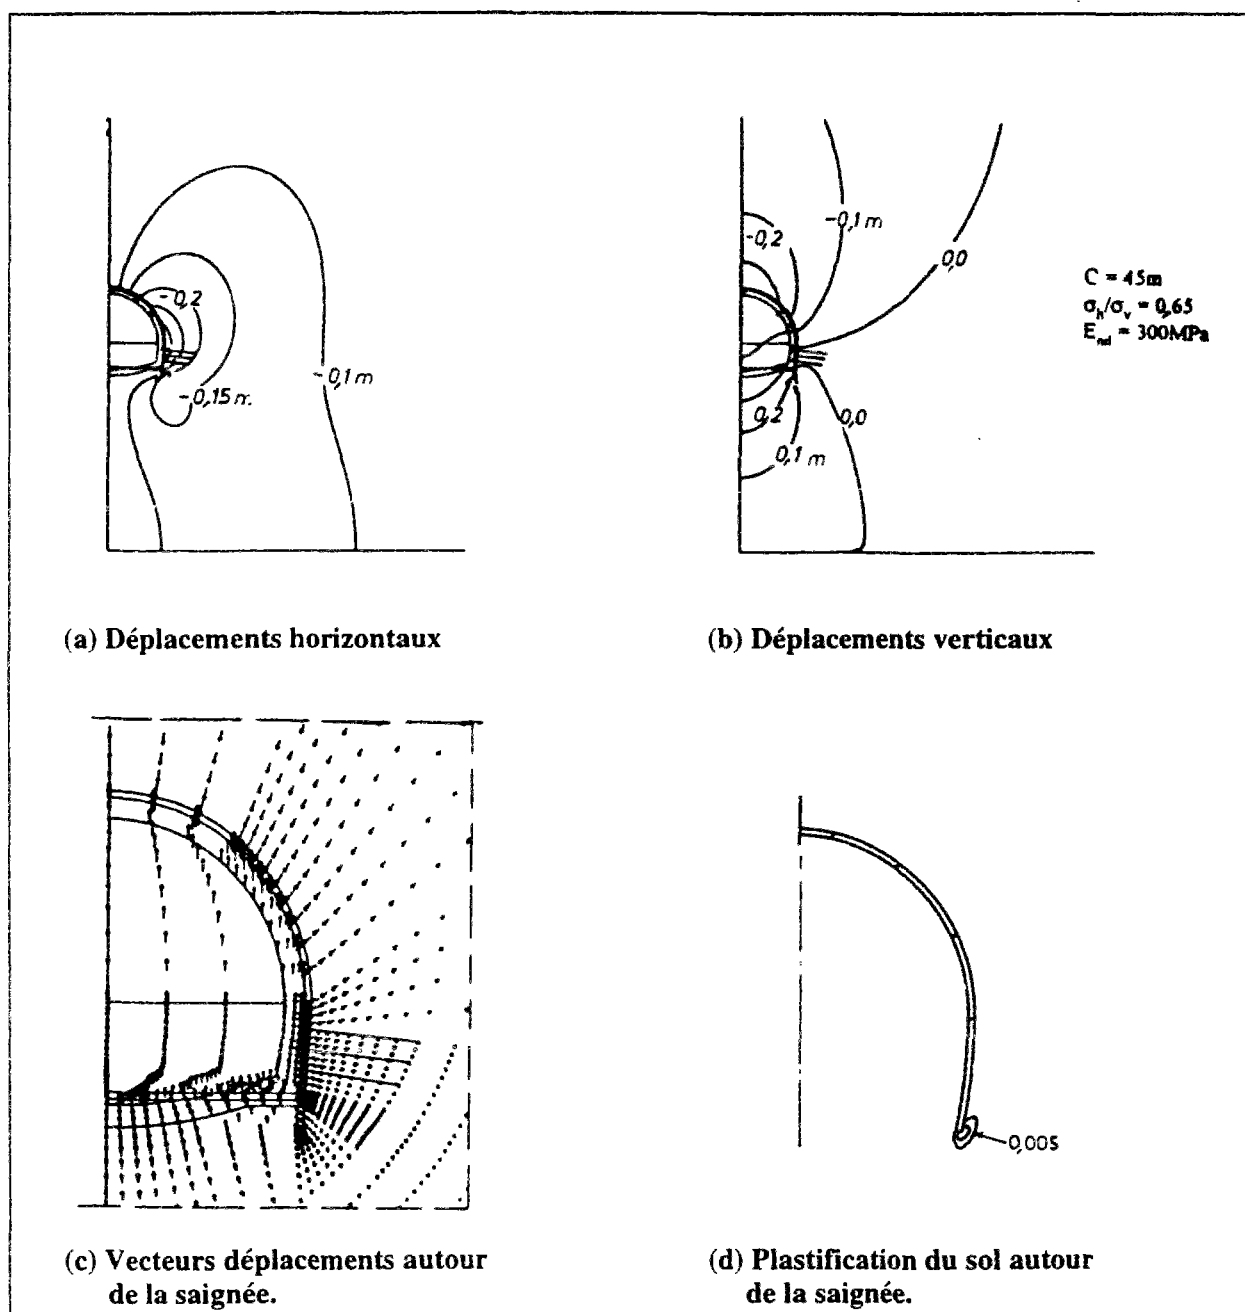 -0,2
-0,1 m
-0,15 m
(a) Déplacements horizontaux
-0,1 m
-0,2
0,0
0,2
0,0
0,1 m
C = 45m
σh/σv = 0,65
E = 300MPa
(b) Déplacements verticaux
(c) Vecteurs déplacements autour
de la saignée.
0,005
(d) Plastification du sol autour
de la saignée.